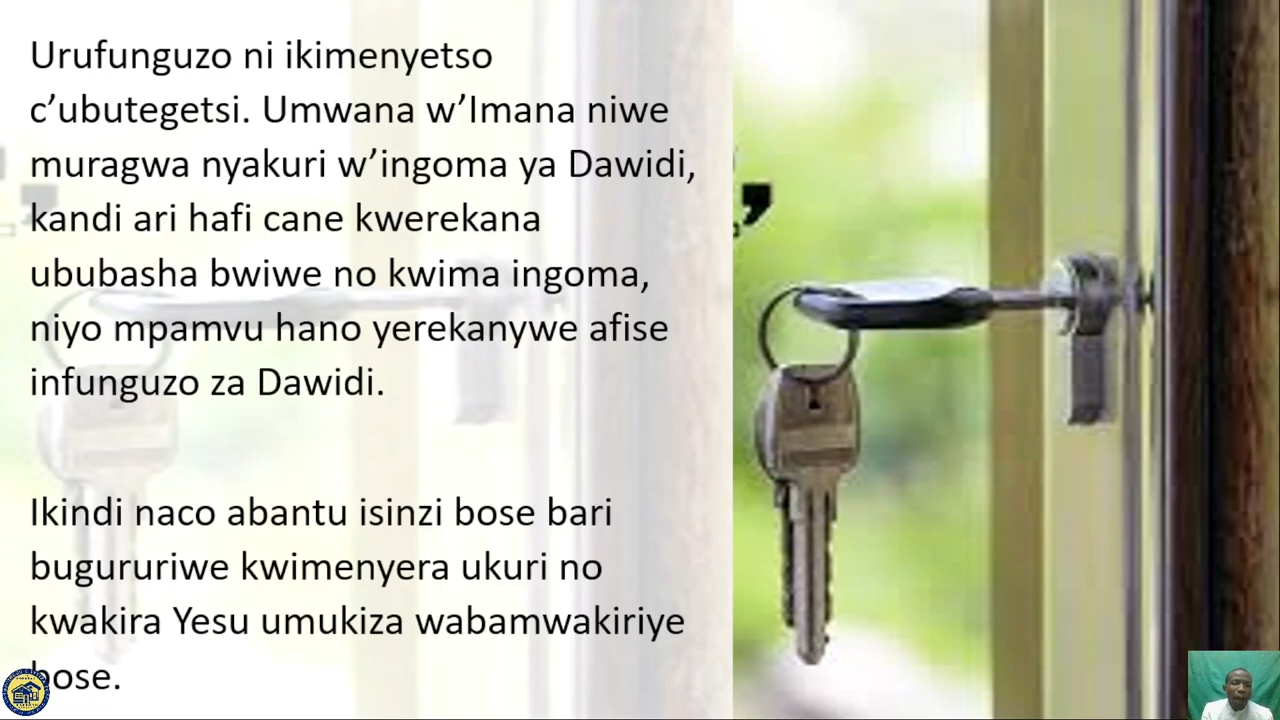 Urufunguzo ni ikimenyetso
c’ubutegetsi. Umwana w’Imana niwe
muragwa nyakuri w’ingoma ya Dawidi,
kandi ari hafi cane kwerekana
ububasha bwiwe no kwima ingoma,
niyo mpamvu hano yerekanywe afise
infunguzo za Dawidi.
Ikindi naco abantu isinzi bose bari
bugururiwe kwimenyera ukuri no
kwakira Yesu umukiza wabamwakiriye
bose.